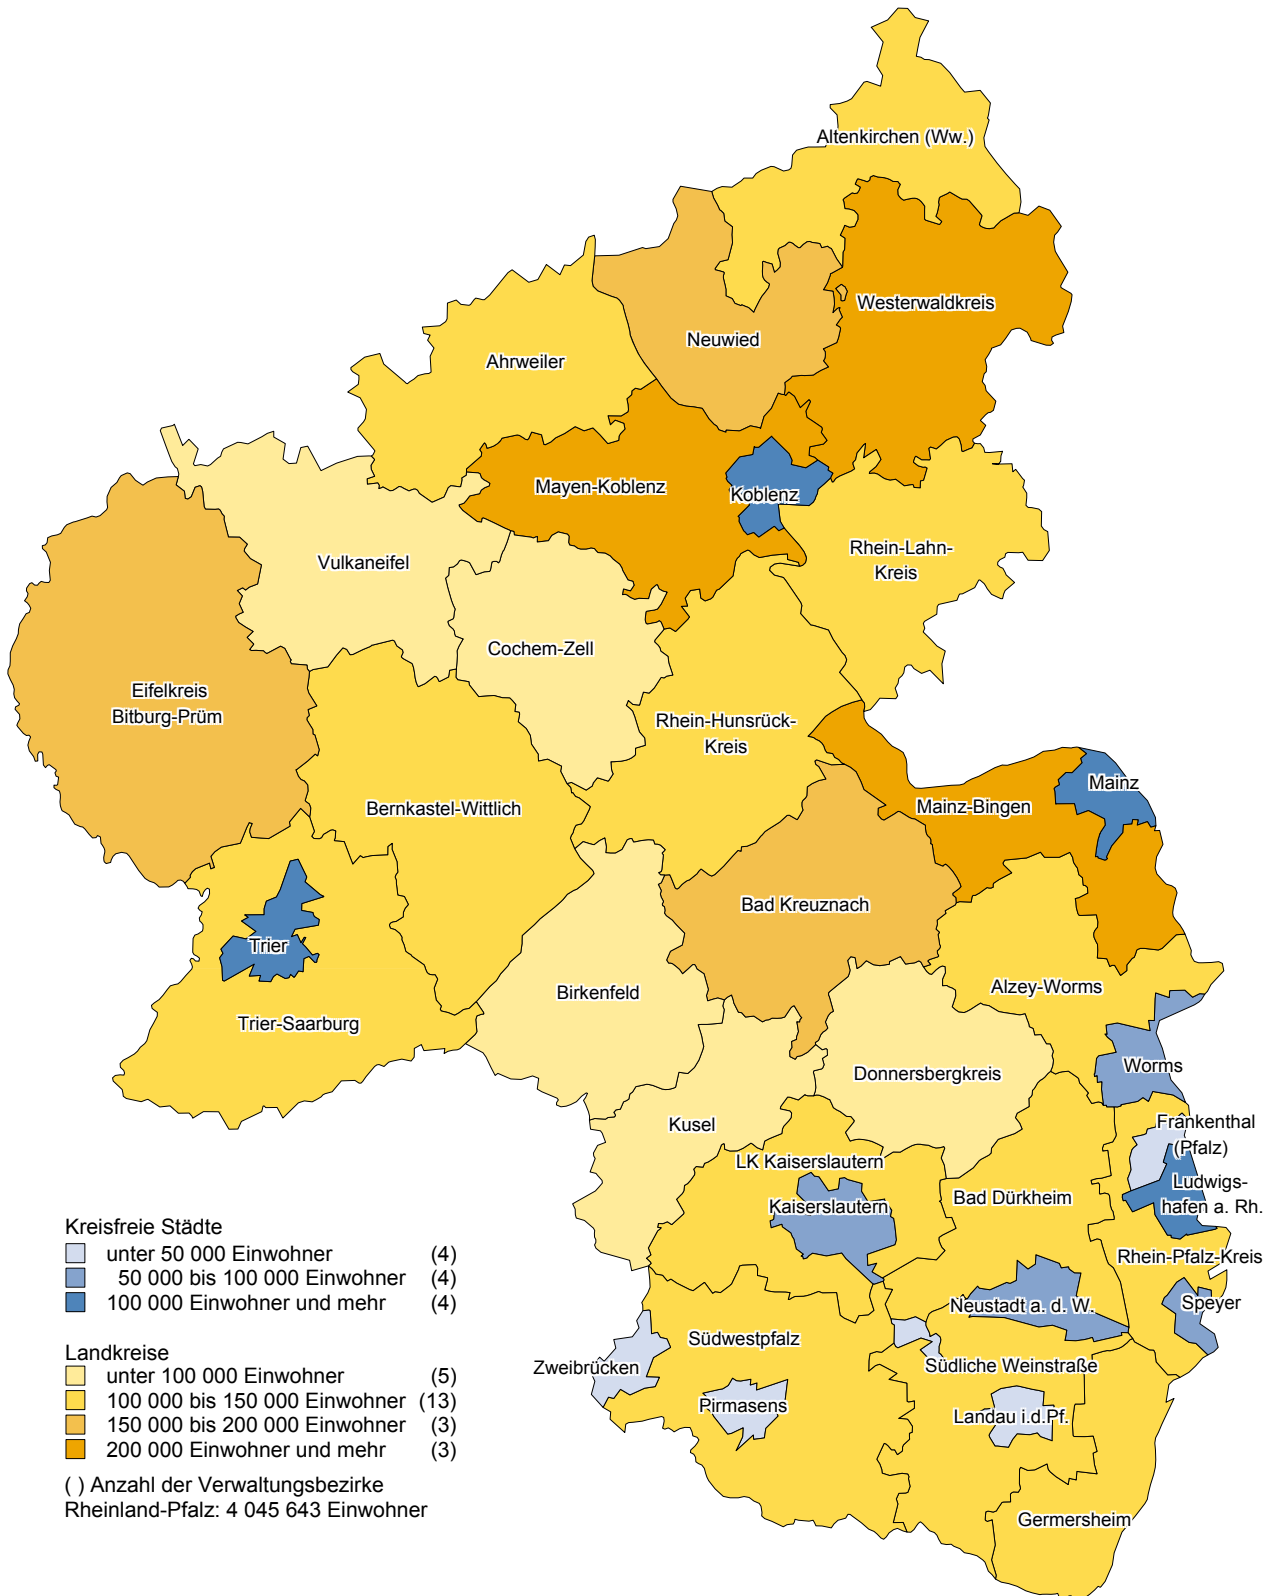 Altenkirchen (Ww.)
Westerwaldkreis
Neuwied
Ahrweiler
Mayen-Koblenz
Koblenz
Rhein-Lahn-
Kreis
Vulkaneifel
Cochem-Zell
Eifelkreis
Bitburg-Prüm
Rhein-Hunsrück-
Kreis
Mainz
Mainz-Bingen
Bernkastel-Wittlich
Bad Kreuznach
Trier
Alzey-Worms
Birkenfeld
Trier-Saarburg
Worms
Donnersbergkreis
Kusel
Frankenthal
(Pfalz)
LK Kaiserslautern
Ludwigs-
hafen a. Rh.
Bad Dürkheim
Kaiserslautern
Rhein-Pfalz-Kreis
Speyer
Neustadt a. d. W.
Südwestpfalz
Zweibrücken
Südliche Weinstraße
Pirmasens
Landau i.d.Pf.
Germersheim
Kreisfreie Städte
unter 50 000 Einwohner (4)
50 000 bis 100 000 Einwohner (4)
100 000 Einwohner und mehr (4)
Landkreise
unter 100 000 Einwohner (5)
100 000 bis 150 000 Einwohner (13)
150 000 bis 200 000 Einwohner (3)
200 000 Einwohner und mehr (3)
( ) Anzahl der Verwaltungsbezirke
Rheinland-Pfalz: 4 045 643 Einwohner